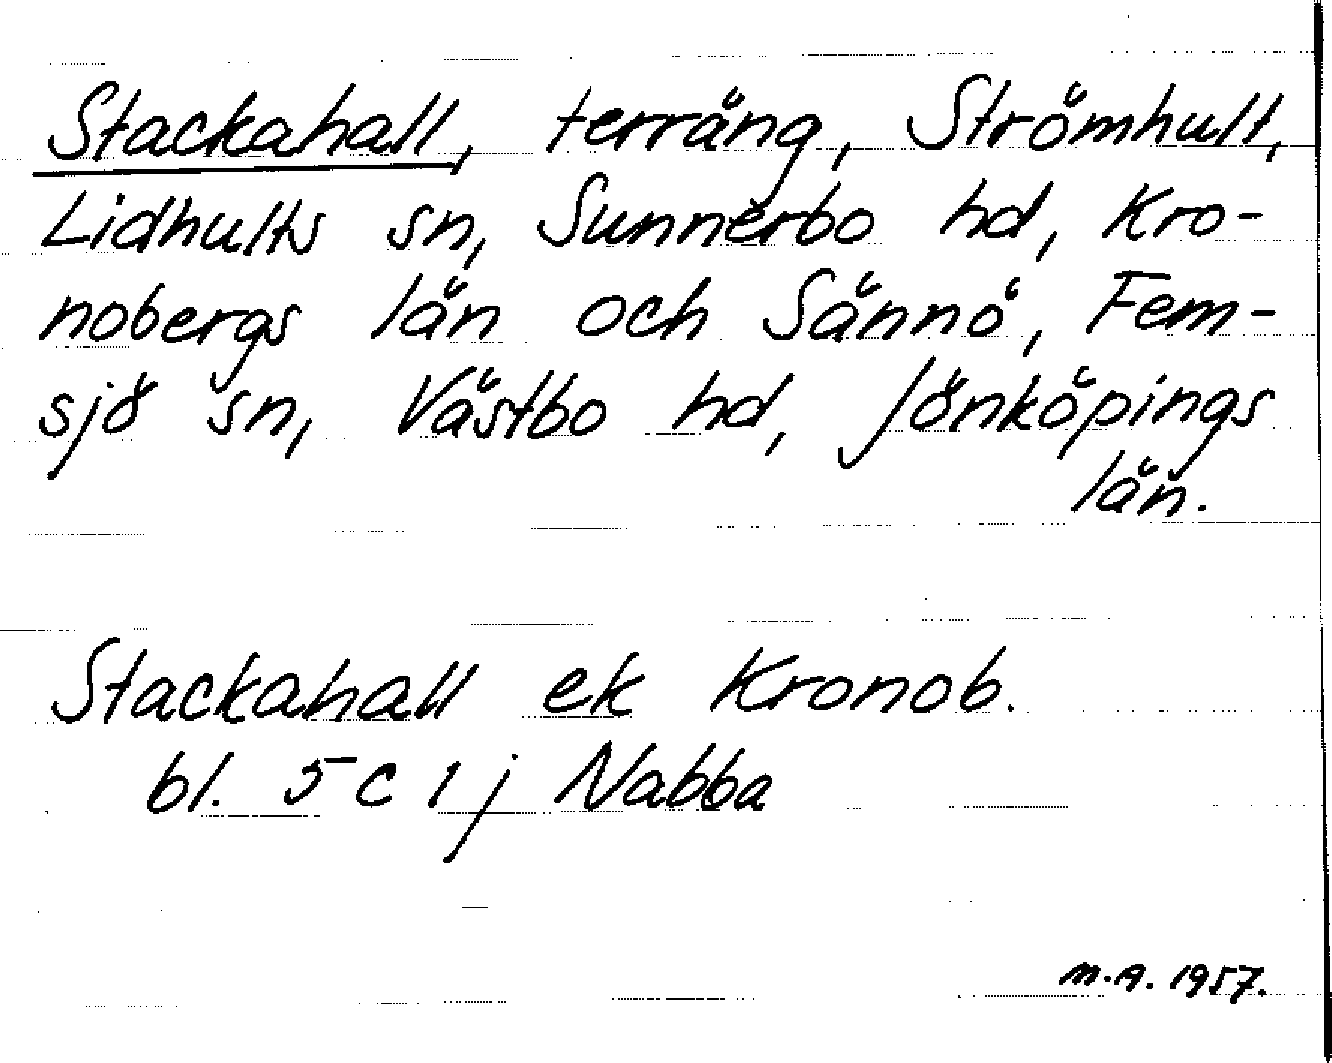 Stackahall, terräng, Strömhult,
Lidhults sn, Sunnerbo hd, Kro-
nobergs län och Sännö, Fem-
sjö sn, Västbo hd, Jönköpings
län.
Stackahall ek Kronob.
bl. 5 C 1 j Nabba
M.A. 1957.